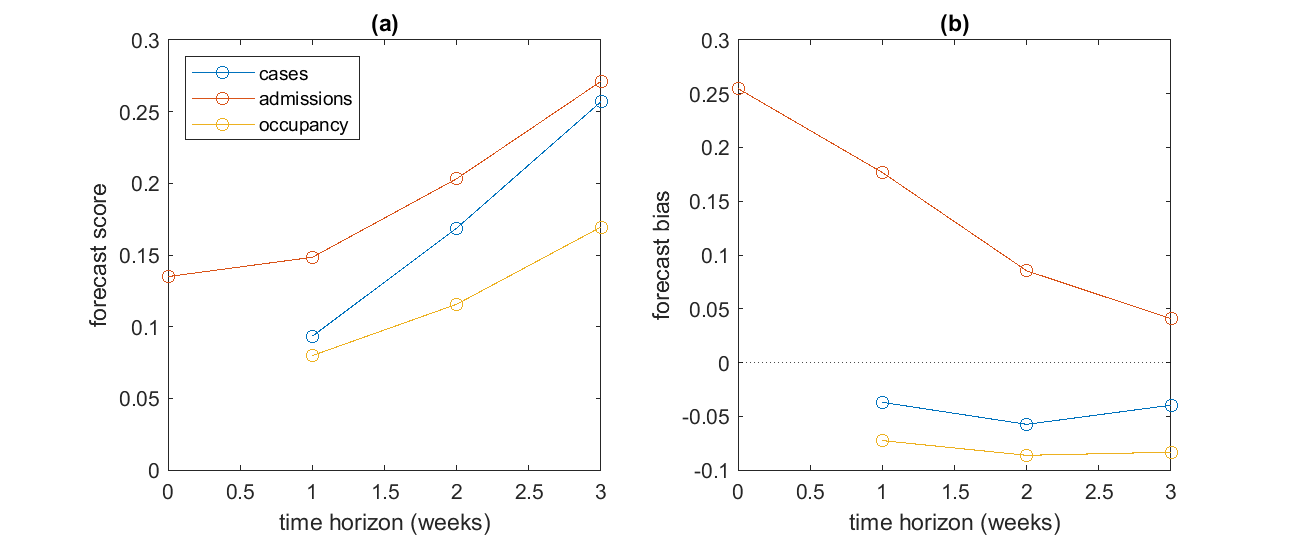 (a)
0.3
0.25
0.2
0.15
0.1
0.05
0
forecast score
cases
admissions
occupancy
0 0.5 1 1.5 2 2.5 3
time horizon (weeks)
(b)
0.3
0.25
0.2
0.15
0.1
0.05
0
-0.05
-0.1
forecast bias
0 0.5 1 1.5 2 2.5 3
time horizon (weeks)